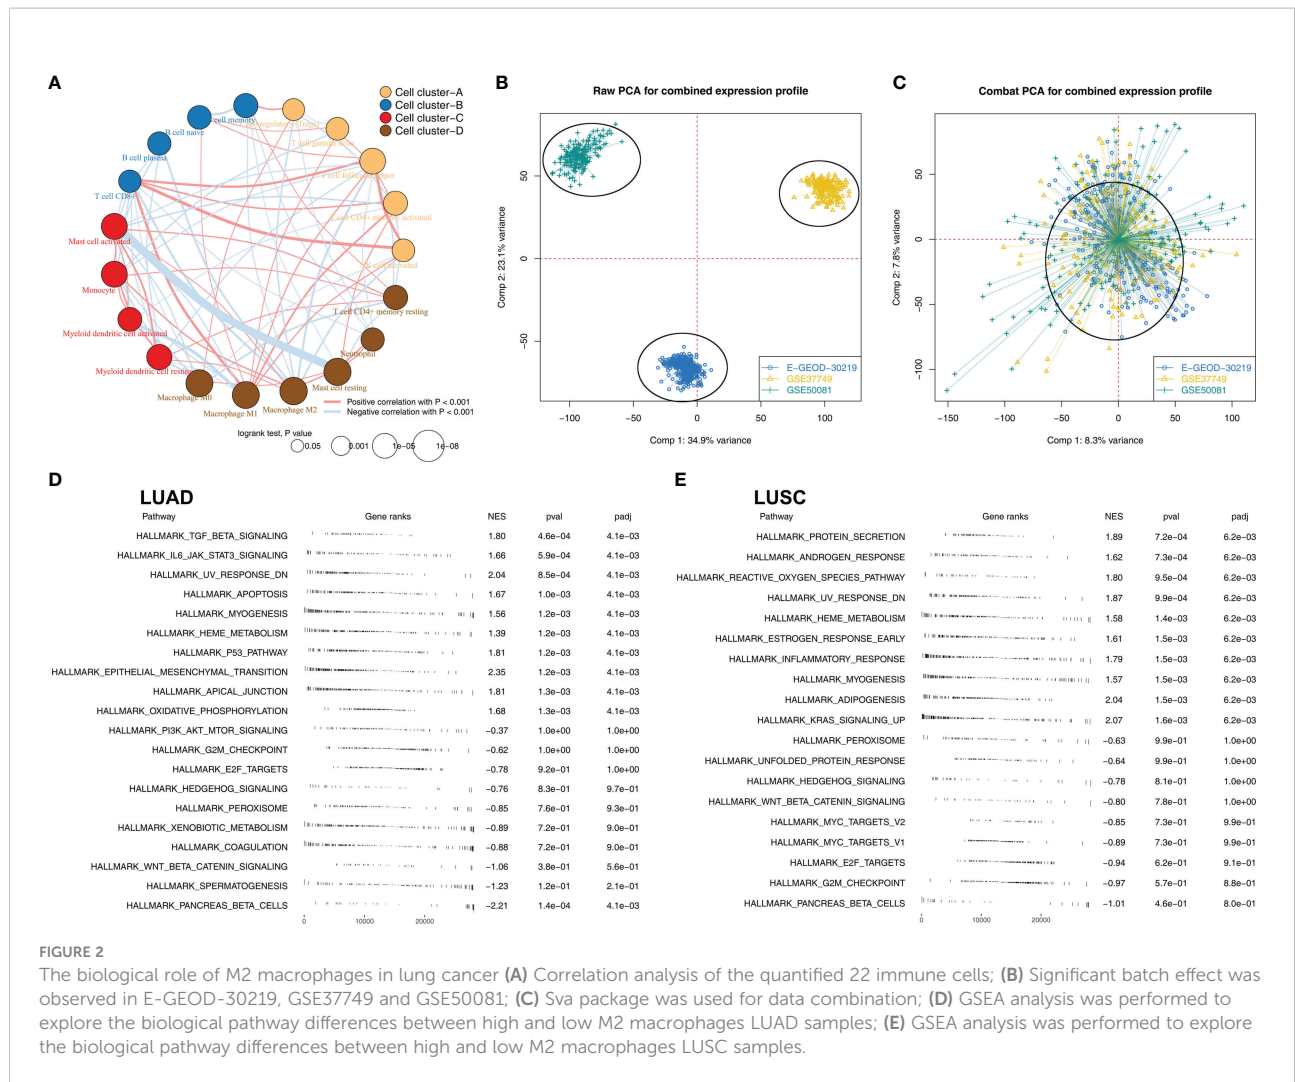 A
Cell cluster−A
Cell cluster−B
Cell cluster−C
Cell cluster−D
B cell naive
B cell plasma
T cell CD8+
Mast cell activated
Monocyte
Myeloid dendritic cell activated
Myeloid dendritic cell resting
Macrophage M0
Macrophage M1
Macrophage M2
Mast cell resting
Neutrophil
T cell CD4+ memory resting
T cell CD4+ memory activated
Positive correlation with P < 0.001
Negative correlation with P < 0.001
logrank test, P value
0.05
0.001
1e−05
1e−08
B
Raw PCA for combined expression profile
Comp 2: 23.1% variance
50
0
−50
E−GEOD−30219
GSE37749
GSE50081
−100
−50
0
50
100
Comp 1: 34.9% variance
C
Combat PCA for combined expression profile
Comp 2: 7.8% variance
50
0
−50
−100
E−GEOD−30219
GSE37749
GSE50081
−150
−100
−50
0
50
100
Comp 1: 8.3% variance
D
LUAD
Pathway Gene ranks NES pval padj
HALLMARK_TGF_BETA_SIGNALING 1.80 4.6e−04 4.1e−03
HALLMARK_IL6_JAK_STAT3_SIGNALING 1.66 5.9e−04 4.1e−03
HALLMARK_UV_RESPONSE_DN 2.04 8.5e−04 4.1e−03
HALLMARK_APOPTOSIS 1.67 1.0e−03 4.1e−03
HALLMARK_MYOGENESIS 1.56 1.2e−03 4.1e−03
HALLMARK_HEME_METABOLISM 1.39 1.2e−03 4.1e−03
HALLMARK_P53_PATHWAY 1.81 1.2e−03 4.1e−03
HALLMARK_EPITHELIAL_MESENCHYMAL_TRANSITION 2.35 1.2e−03 4.1e−03
HALLMARK_APICAL_JUNCTION 1.81 1.3e−03 4.1e−03
HALLMARK_OXIDATIVE_PHOSPHORYLATION 1.68 1.3e−03 4.1e−03
HALLMARK_PI3K_AKT_MTOR_SIGNALING −0.37 1.0e+00 1.0e+00
HALLMARK_G2M_CHECKPOINT −0.62 1.0e+00 1.0e+00
HALLMARK_E2F_TARGETS −0.78 9.2e−01 1.0e+00
HALLMARK_HEDGEHOG_SIGNALING −0.76 8.3e−01 9.7e−01
HALLMARK_PEROXISOME −0.85 7.6e−01 9.3e−01
HALLMARK_XENOBIOTIC_METABOLISM −0.89 7.2e−01 9.0e−01
HALLMARK_COAGULATION −0.88 7.2e−01 9.0e−01
HALLMARK_WNT_BETA_CATENIN_SIGNALING −1.06 3.8e−01 5.6e−01
HALLMARK_SPERMATOGENESIS −1.23 1.2e−01 2.1e−01
HALLMARK_PANCREAS_BETA_CELLS −2.21 1.4e−04 4.1e−03
0 10000 20000
E
LUSC
Pathway Gene ranks NES pval padj
HALLMARK_PROTEIN_SECRETION 1.89 7.2e−04 6.2e−03
HALLMARK_ANDROGEN_RESPONSE 1.62 7.3e−04 6.2e−03
HALLMARK_REACTIVE_OXYGEN_SPECIES_PATHWAY 1.80 9.5e−04 6.2e−03
HALLMARK_UV_RESPONSE_DN 1.87 9.9e−04 6.2e−03
HALLMARK_HEME_METABOLISM 1.58 1.4e−03 6.2e−03
HALLMARK_ESTROGEN_RESPONSE_EARLY 1.61 1.5e−03 6.2e−03
HALLMARK_INFLAMMATORY_RESPONSE 1.79 1.5e−03 6.2e−03
HALLMARK_MYOGENESIS 1.57 1.5e−03 6.2e−03
HALLMARK_ADIPOGENESIS 2.04 1.5e−03 6.2e−03
HALLMARK_KRAS_SIGNALING_UP 2.07 1.6e−03 6.2e−03
HALLMARK_PEROXISOME −0.63 9.9e−01 1.0e+00
HALLMARK_UNFOLDED_PROTEIN_RESPONSE −0.64 9.9e−01 1.0e+00
HALLMARK_HEDGEHOG_SIGNALING −0.78 8.1e−01 1.0e+00
HALLMARK_WNT_BETA_CATENIN_SIGNALING −0.80 7.8e−01 1.0e+00
HALLMARK_MYC_TARGETS_V2 −0.85 7.3e−01 9.9e−01
HALLMARK_MYC_TARGETS_V1 −0.89 7.3e−01 9.9e−01
HALLMARK_E2F_TARGETS −0.94 6.2e−01 9.1e−01
HALLMARK_G2M_CHECKPOINT −0.97 5.7e−01 8.8e−01
HALLMARK_PANCREAS_BETA_CELLS −1.01 4.6e−01 8.0e−01
0 10000 20000
FIGURE 2
The biological role of M2 macrophages in lung cancer (A) Correlation analysis of the quantified 22 immune cells; (B) Significant batch effect was
observed in E-GEOD-30219, GSE37749 and GSE50081; (C) Sva package was used for data combination; (D) GSEA analysis was performed to
explore the biological pathway differences between high and low M2 macrophages LUAD samples; (E) GSEA analysis was performed to explore
the biological pathway differences between high and low M2 macrophages LUSC samples.